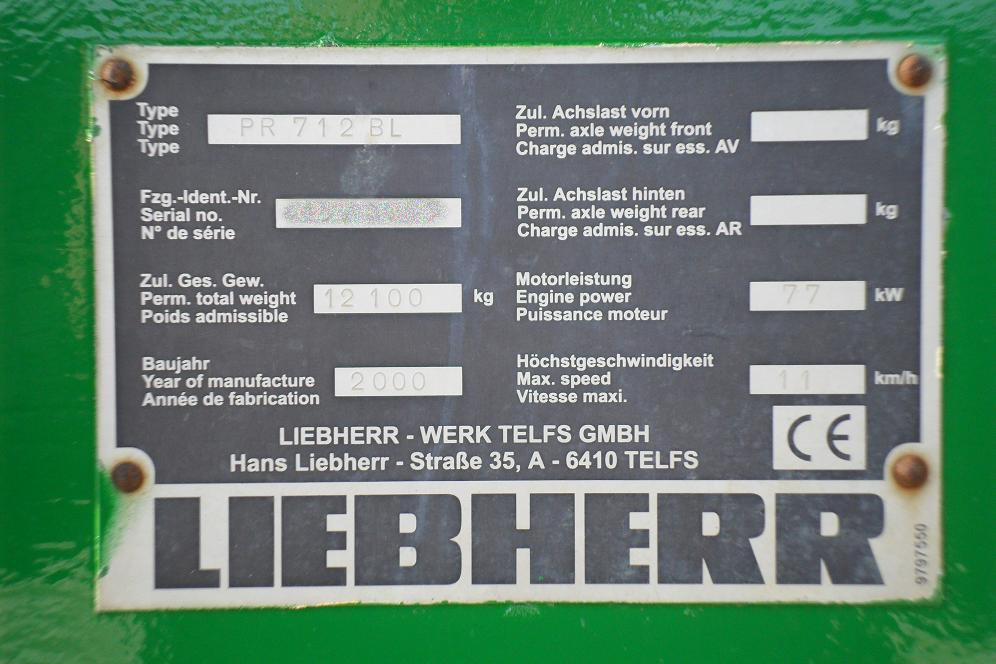 Type
Type PR 712 BL
Type
Fzg.-Ident.-Nr.
Serial no.
N° de série
Zul. Ges. Gew.
Perm. total weight 12 100 kg
Poids admissible
Baujahr
Year of manufacture 2000
Année de fabrication
Zul. Achslast vorn
Perm. axle weight front kg
Charge admis. sur ess. AV
Zul. Achslast hinten
Perm. axle weight rear kg
Charge admis. sur ess. AR
Motorleistung
Engine power 77 kW
Puissance moteur
Höchstgeschwindigkeit
Max. speed 11 km/h
Vitesse maxi.
CE
LIEBHERR - WERK TELFS GMBH
Hans Liebherr - Straße 35, A - 6410 TELFS
LIEBHERR
9797550